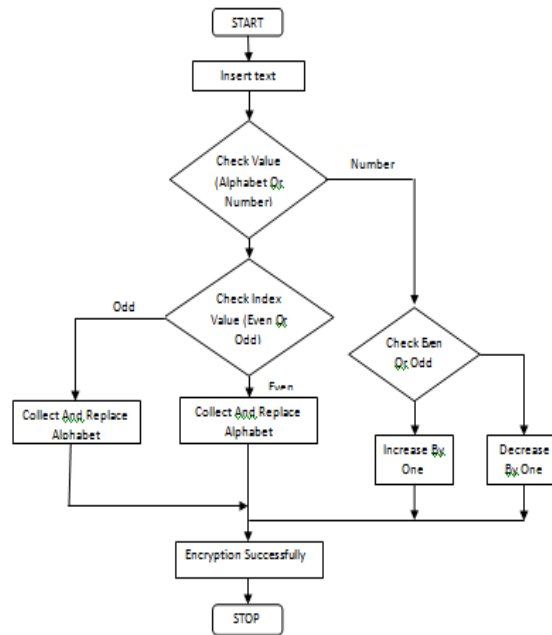 START
Insert text
Check Value
(Alphabet Or
Number)
Number
Check Index
Value (Even Or
Odd)
Odd
Even
Check Even
Or Odd
Collect And Replace
Alphabet
Collect And Replace
Alphabet
Increase By
One
Decrease
By One
Encryption Successfully
STOP